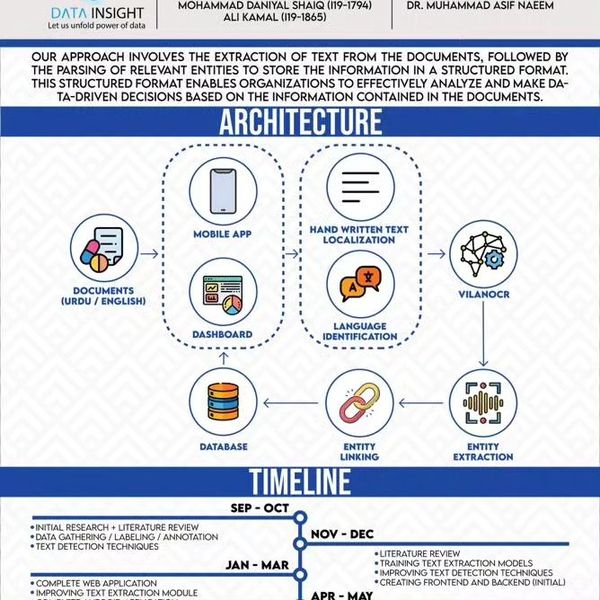 DATA INSIGHT
Let us unfold power of data
MOHAMMAD DANIYAL SHAIQ (I19-1794)
ALI KAMAL (I19-1865)
DR. MUHAMMAD ASIF NAEEM
OUR APPROACH INVOLVES THE EXTRACTION OF TEXT FROM THE DOCUMENTS, FOLLOWED BY
THE PARSING OF RELEVANT ENTITIES TO STORE THE INFORMATION IN A STRUCTURED FORMAT.
THIS STRUCTURED FORMAT ENABLES ORGANIZATIONS TO EFFECTIVELY ANALYZE AND MAKE DA-
TA-DRIVEN DECISIONS BASED ON THE INFORMATION CONTAINED IN THE DOCUMENTS.
ARCHITECTURE
MOBILE APP
HAND WRITTEN TEXT
LOCALIZATION
DOCUMENTS
(URDU / ENGLISH)
VILANOCR
DASHBOARD
A
文
LANGUAGE
IDENTIFICATION
DATABASE
ENTITY
LINKING
ENTITY
EXTRACTION
TIMELINE
SEP - OCT
• INITIAL RESEARCH + LITERATURE REVIEW
• DATA GATHERING / LABELING / ANNOTATION
• TEXT DETECTION TECHNIQUES
NOV - DEC
• LITERATURE REVIEW
• TRAINING TEXT EXTRACTION MODELS
• IMPROVING TEXT DETECTION TECHNIQUES
• CREATING FRONTEND AND BACKEND (INITIAL)
JAN - MAR
• COMPLETE WEB APPLICATION
• IMPROVING TEXT EXTRACTION MODULE
APR - MAY